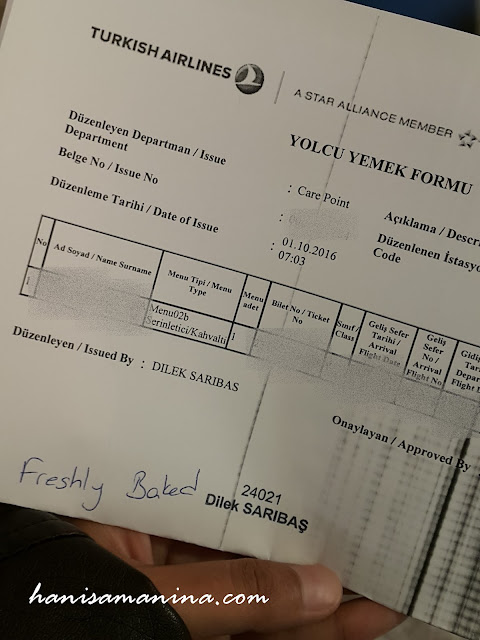 TURKISH AIRLINES
A STAR ALLIANCE MEMBER
YOLCU YEMEK FORMU
Düzenleyen Departman / Issue
Department
: Care Point
Belge No / Issue No
:
Düzenleme Tarihi / Date of Issue
: 01.10.2016
07:03
Açıklama / Descri
Düzenlenen İstasyo
Code
No
Ad Soyad / Name Surname
Menu Tipi / Menu
Type
Menu
adet
Bilet No / Ticket
No
Sınıf /
Class
Geliş Sefer
Tarihi /
Arrival
Flight Date
Geliş
Sefer
No /
Arrival
Flight No
Gidiş
Tari
Depar
Flight D
1
Menu02b
Serinletici/Kahvaltı
1
Düzenleyen / Issued By : DILEK SARIBAS
Onaylayan / Approved By :
Freshly Baked
24021
Dilek SARIBAŞ
hanisamanina.com